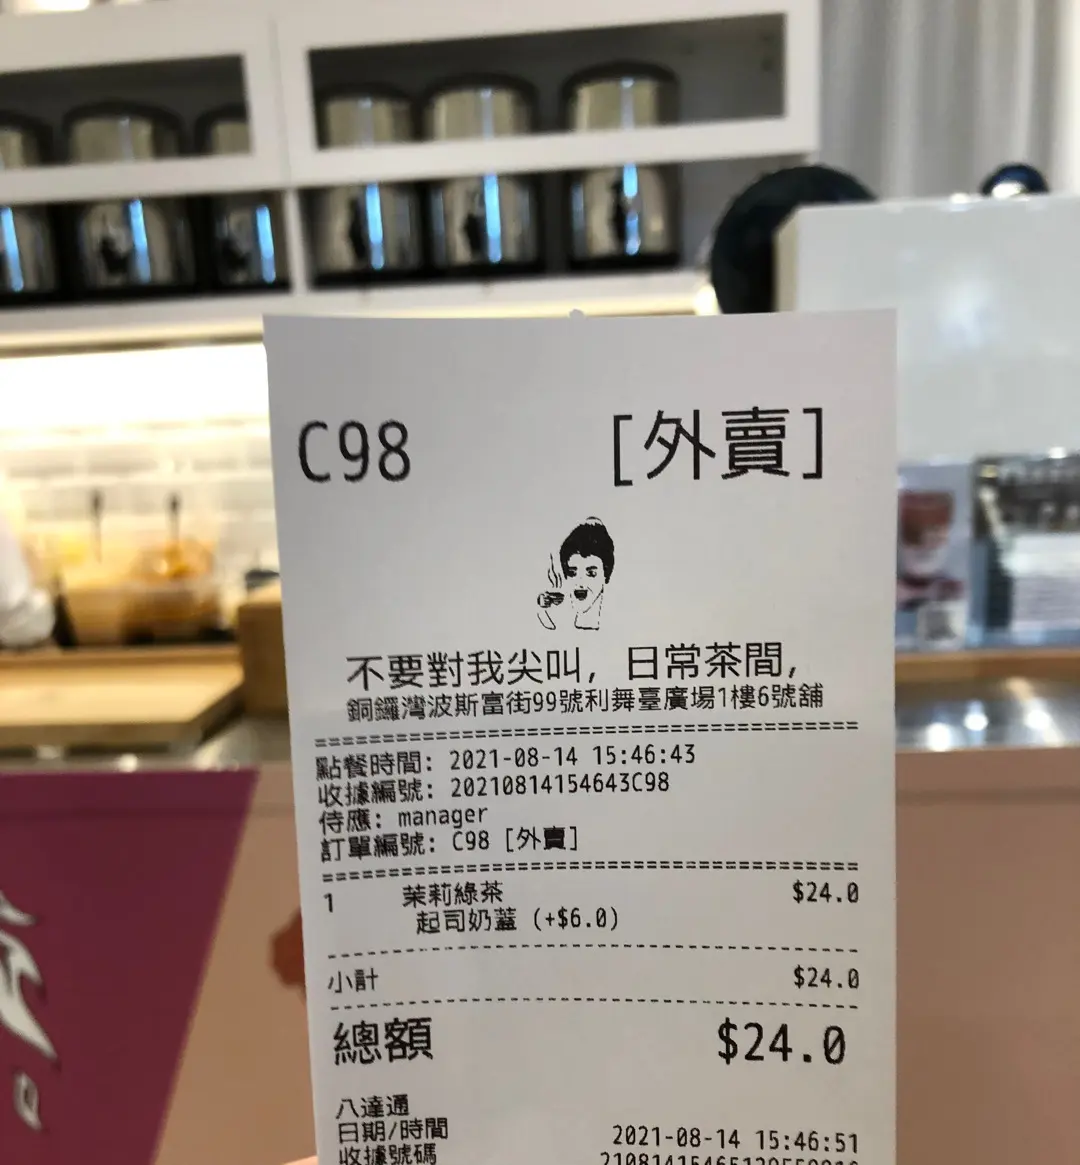 C98 [外賣]
不要對我尖叫, 日常茶間,
銅鑼灣波斯富街99號利舞臺廣場1樓6號舖
點餐時間: 2021-08-14 15:46:43
收據編號: 20210814154643C98
侍應: manager
訂單編號: C98 [外賣]
1 茉莉綠茶 $24.0
起司奶蓋 (+$6.0)
小計 $24.0
總額 $24.0
八達通
日期/時間 2021-08-14 15:46:51
收據號碼